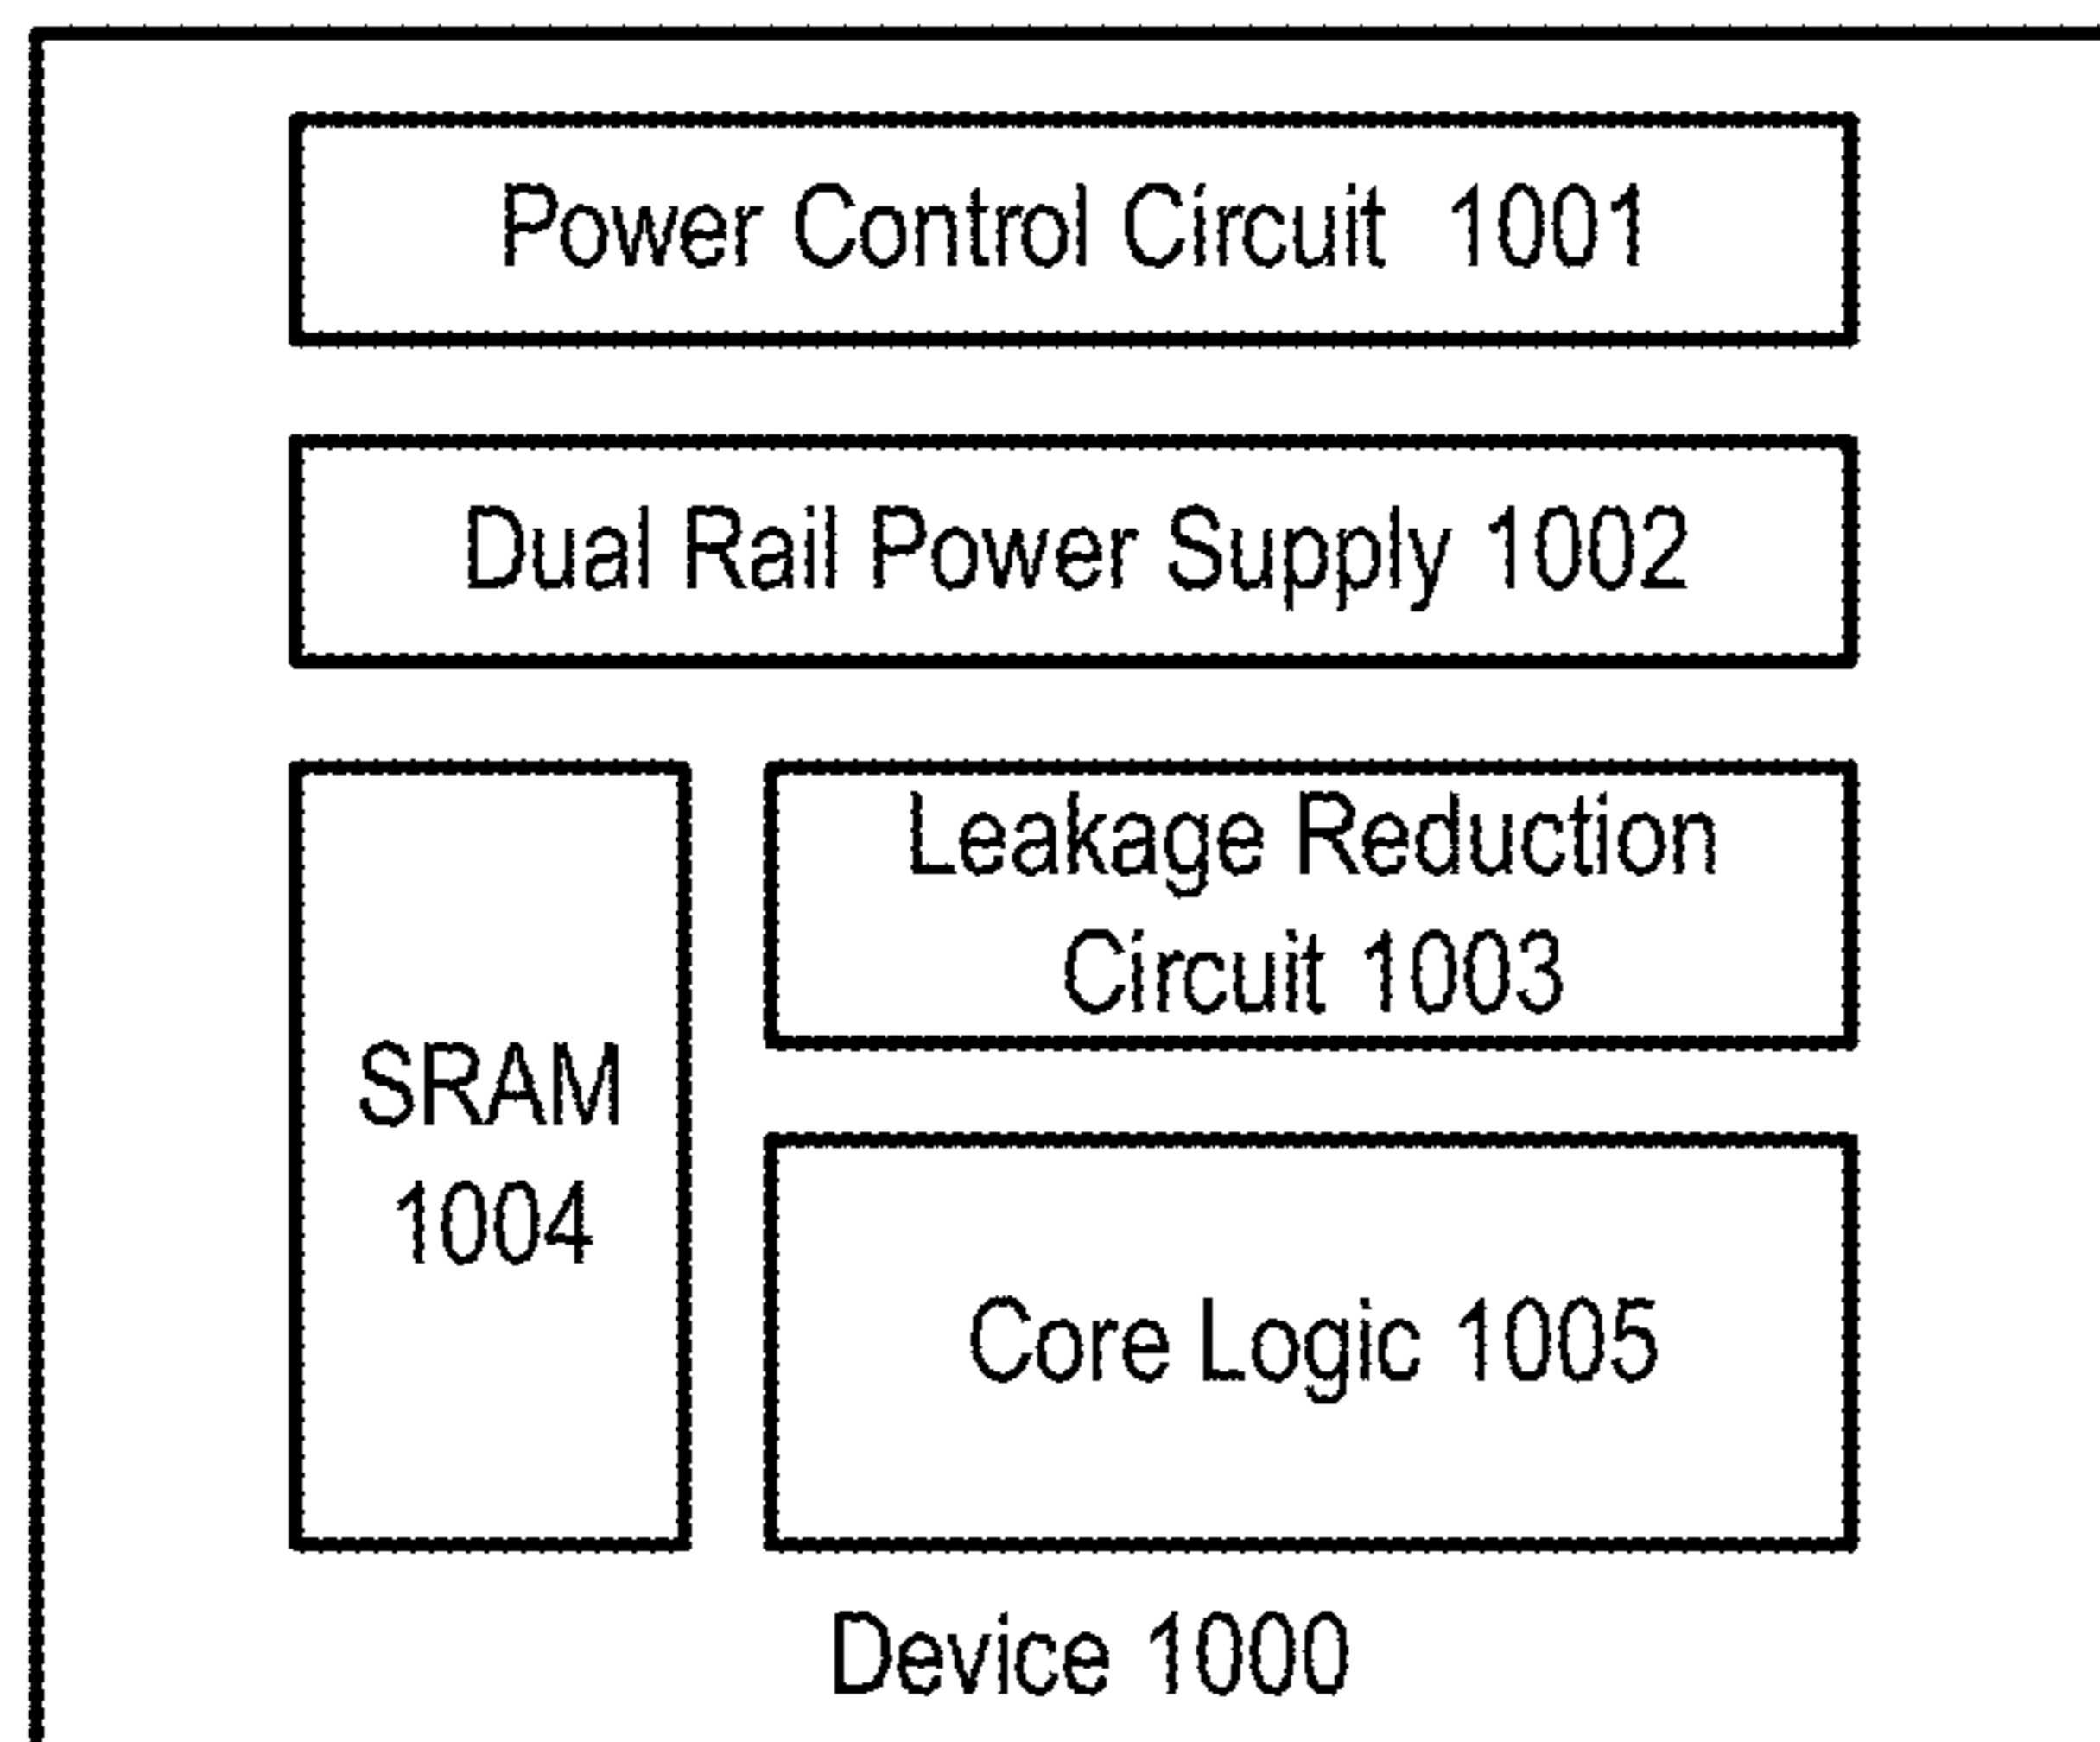 Power Control Circuit 1001
Dual Rail Power Supply 1002
Leakage Reduction
Circuit 1003
SRAM
1004
Core Logic 1005
Device 1000